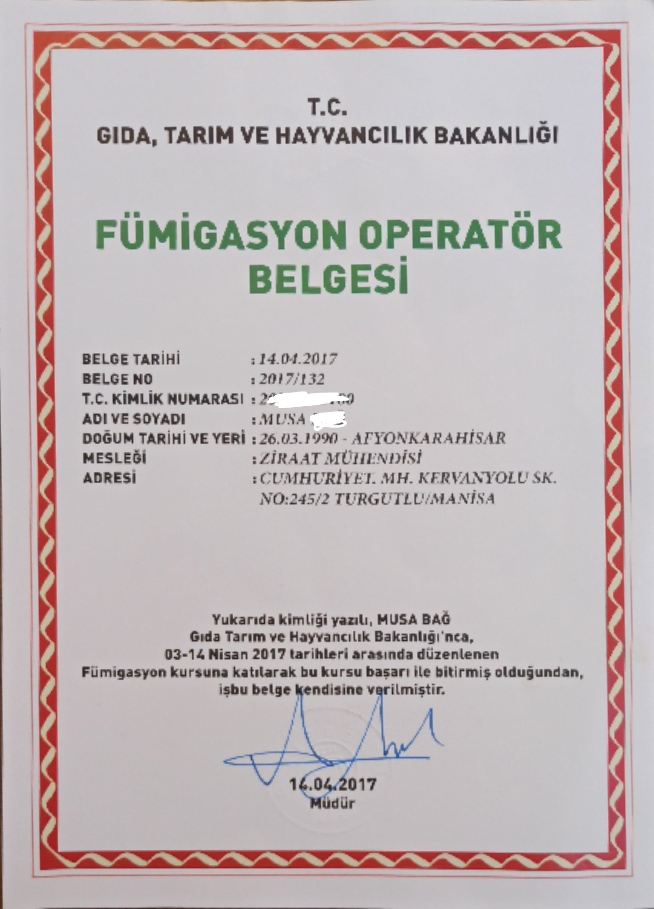 T.C.
GIDA, TARIM VE HAYVANCILIK BAKANLIĞI
FÜMİGASYON OPERATÖR
BELGESİ
BELGE TARİHİ : 14.04.2017
BELGE NO : 2017/132
T.C. KİMLİK NUMARASI :
ADI VE SOYADI : MUSA
DOĞUM TARİHİ VE YERİ : 26.03.1990 - AFYONKARAHİSAR
MESLEĞİ : ZİRAAT MÜHENDİSİ
ADRESİ : CUMHURİYET. MH. KERVANYOLU SK.
NO:245/2 TURGUTLU/MANİSA
Yukarıda kimliği yazılı, MUSA BAĞ
Gıda Tarım ve Hayvancılık Bakanlığı'nca,
03-14 Nisan 2017 tarihleri arasında düzenlenen
Fümigasyon kursuna katılarak bu kursu başarı ile bitirmiş olduğundan,
işbu belge kendisine verilmiştir.
14.04.2017
Müdür